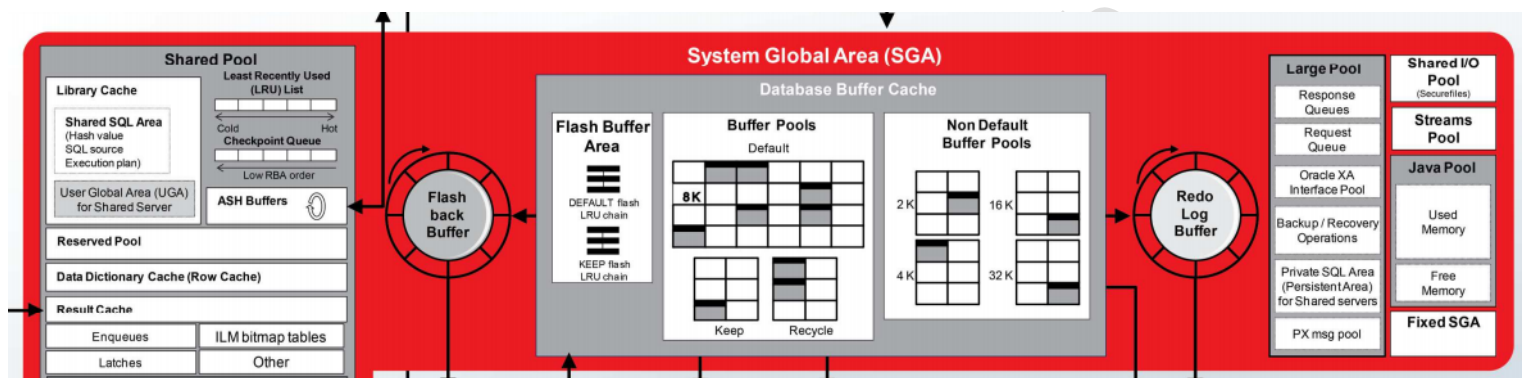 System Global Area (SGA)
Shared Pool
Library Cache
Shared SQL Area
(Hash value
SQL source
Execution plan)
User Global Area (UGA)
for Shared Server
Least Recently Used
(LRU) List
Cold Hot
Checkpoint Queue
Low RBA order
ASH Buffers
Reserved Pool
Data Dictionary Cache (Row Cache)
Result Cache
Enqueues
ILM bitmap tables
Latches
Other
Flash
back
Buffer
Database Buffer Cache
Flash Buffer
Area
DEFAULT flash
LRU chain
KEEP flash
LRU chain
Buffer Pools
Default
8K
Keep
Recycle
Non Default
Buffer Pools
2K
16K
4K
32K
Redo
Log
Buffer
Large Pool
Response
Queues
Request
Queue
Oracle XA
Interface Pool
Backup / Recovery
Operations
Private SQL Area
(Persistent Area)
for Shared servers
PX msg pool
Shared I/O
Pool
(Securefiles)
Streams
Pool
Java Pool
Used
Memory
Free
Memory
Fixed SGA